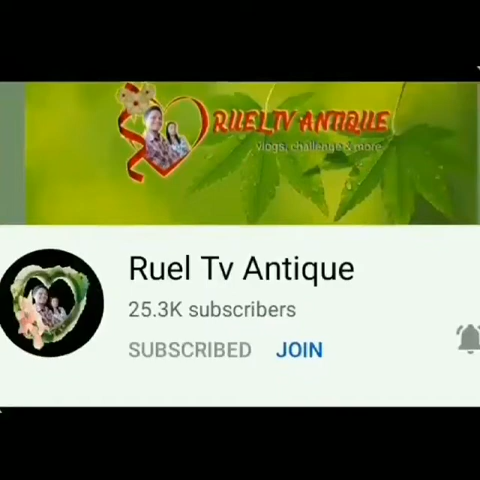 RUEL TV ANTIQUE
vlogs, challenge & more
Ruel Tv Antique
25.3K subscribers
SUBSCRIBED JOIN